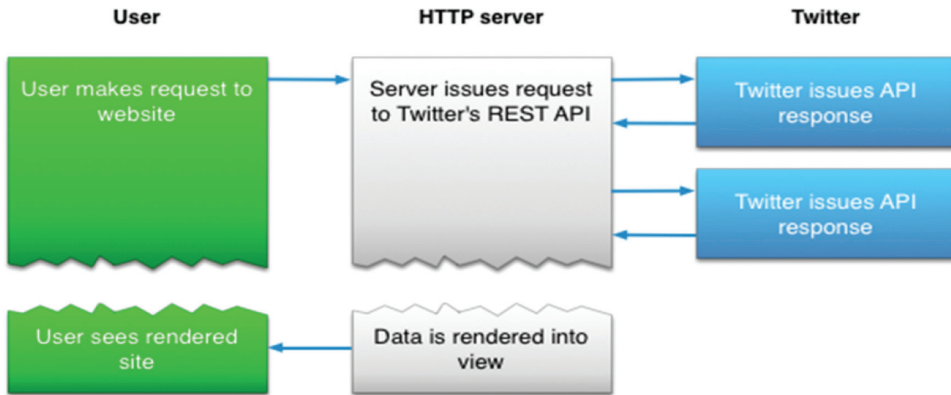 User
HTTP server
Twitter
User makes request to
website
Server issues request
to Twitter's REST API
Twitter issues API
response
Twitter issues API
response
User sees rendered
site
Data is rendered into
view